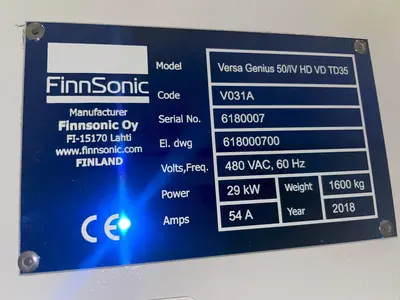 FinnSonic
Manufacturer
Finnsonic Oy
FI-15170 Lahti
www.finnsonic.com
FINLAND
CE
Model Versa Genius 50/IV HD VD TD35
Code V031A
Serial No. 6180007
El. dwg 618000700
Volts,Freq. 480 VAC, 60 Hz
Power 29 kW Weight 1600 kg
Amps 54 A Year 2018